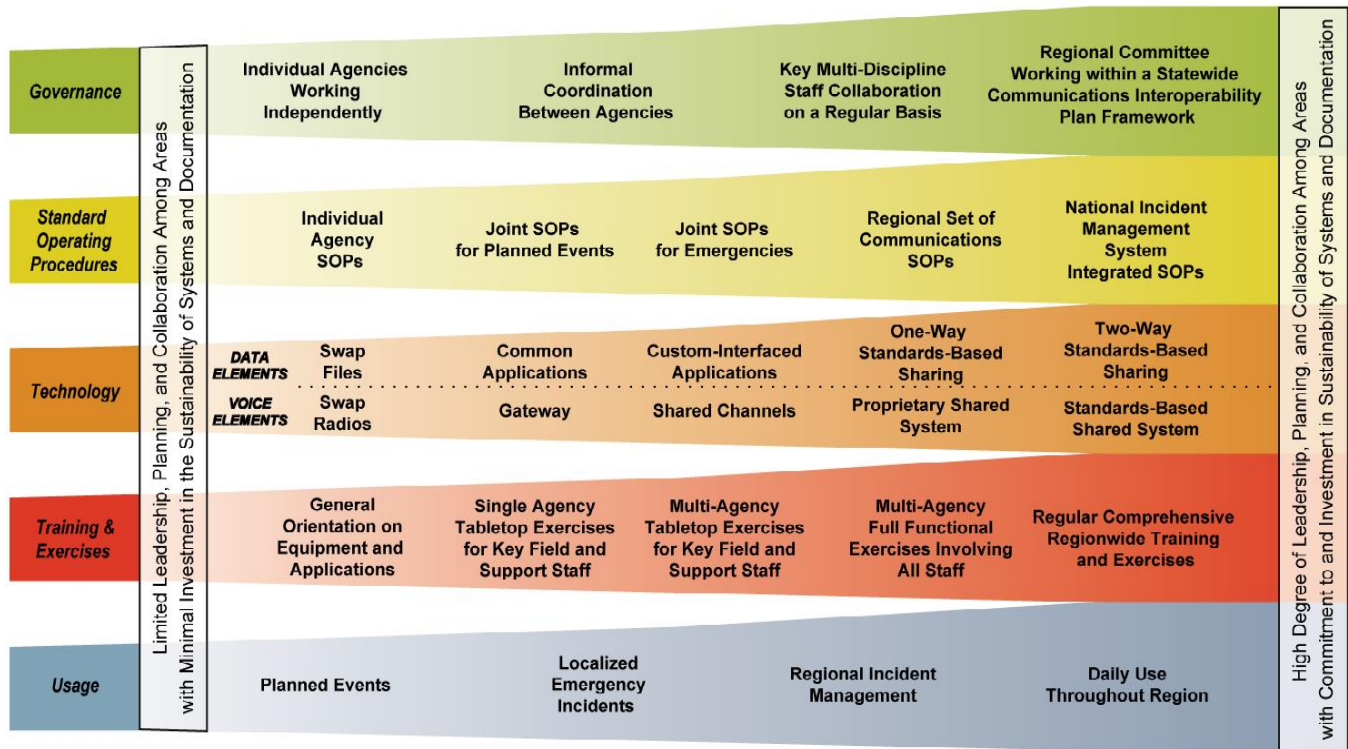 Limited Leadership, Planning, and Collaboration Among Areas
with Minimal Investment in the Sustainability of Systems and Documentation
Governance
Individual Agencies
Working
Independently
Informal
Coordination
Between Agencies
Key Multi-Discipline
Staff Collaboration
on a Regular Basis
Regional Committee
Working within a Statewide
Communications Interoperability
Plan Framework
Standard
Operating
Procedures
Individual
Agency
SOPs
Joint SOPs
for Planned Events
Joint SOPs
for Emergencies
Regional Set of
Communications
SOPs
National Incident
Management
System
Integrated SOPs
Technology
DATA
ELEMENTS
Swap
Files
Common
Applications
Custom-Interfaced
Applications
One-Way
Standards-Based
Sharing
Two-Way
Standards-Based
Sharing
VOICE
ELEMENTS
Swap
Radios
Gateway
Shared Channels
Proprietary Shared
System
Standards-Based
Shared System
Training &
Exercises
General
Orientation on
Equipment and
Applications
Single Agency
Tabletop Exercises
for Key Field and
Support Staff
Multi-Agency
Tabletop Exercises
for Key Field and
Support Staff
Multi-Agency
Full Functional
Exercises Involving
All Staff
Regular Comprehensive
Regionwide Training
and Exercises
Usage
Planned Events
Localized
Emergency
Incidents
Regional Incident
Management
Daily Use
Throughout Region
High Degree of Leadership, Planning, and Collaboration Among Areas
with Commitment to and Investment in Sustainability of Systems and Documentation